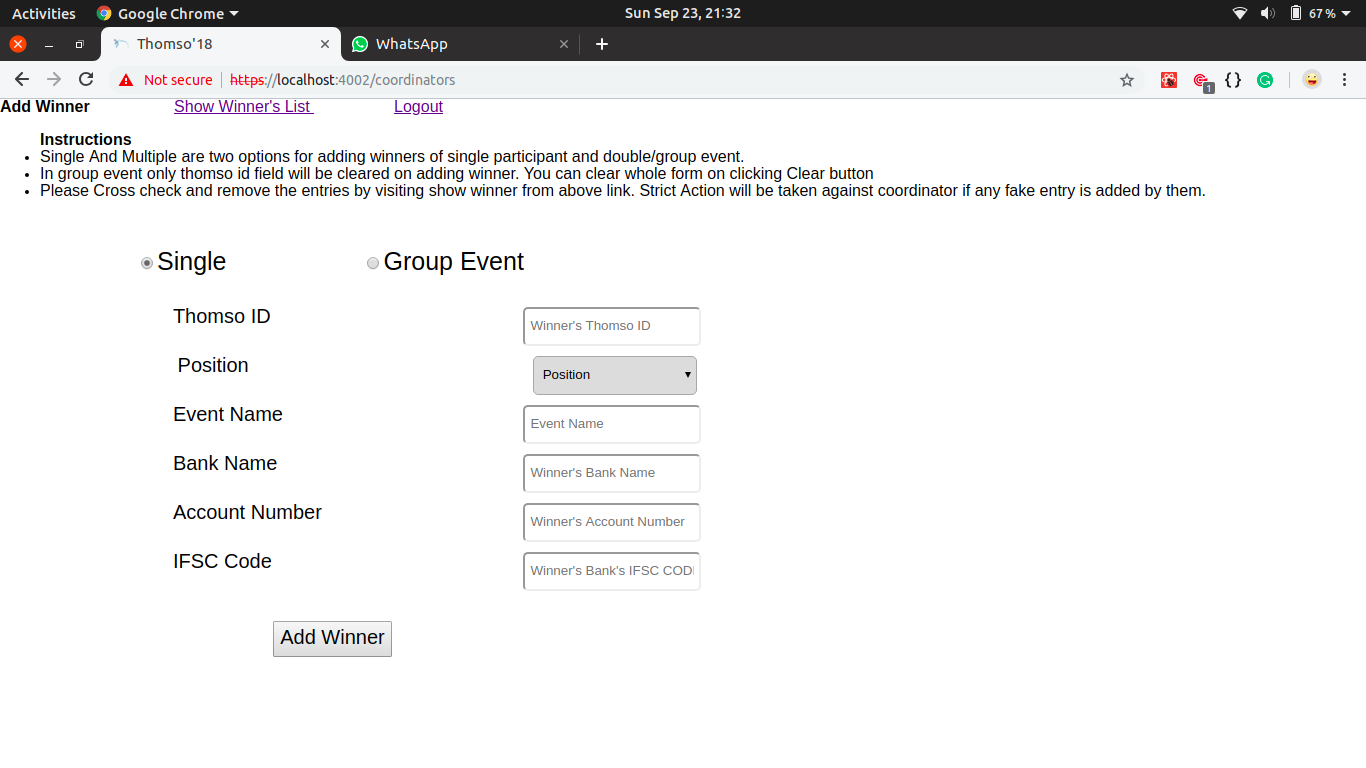 Activities Google Chrome Sun Sep 23, 21:32 67 %
Thomso'18 WhatsApp
Not secure https://localhost:4002/coordinators 1
Add Winner Show Winner's List Logout
Instructions
Single And Multiple are two options for adding winners of single participant and double/group event.
In group event only thomso id field will be cleared on adding winner. You can clear whole form on clicking Clear button
Please Cross check and remove the entries by visiting show winner from above link. Strict Action will be taken against coordinator if any fake entry is added by them.
Single Group Event
Thomso ID Winner's Thomso ID
Position Position
Event Name Event Name
Bank Name Winner's Bank Name
Account Number Winner's Account Number
IFSC Code Winner's Bank's IFSC COD
Add Winner